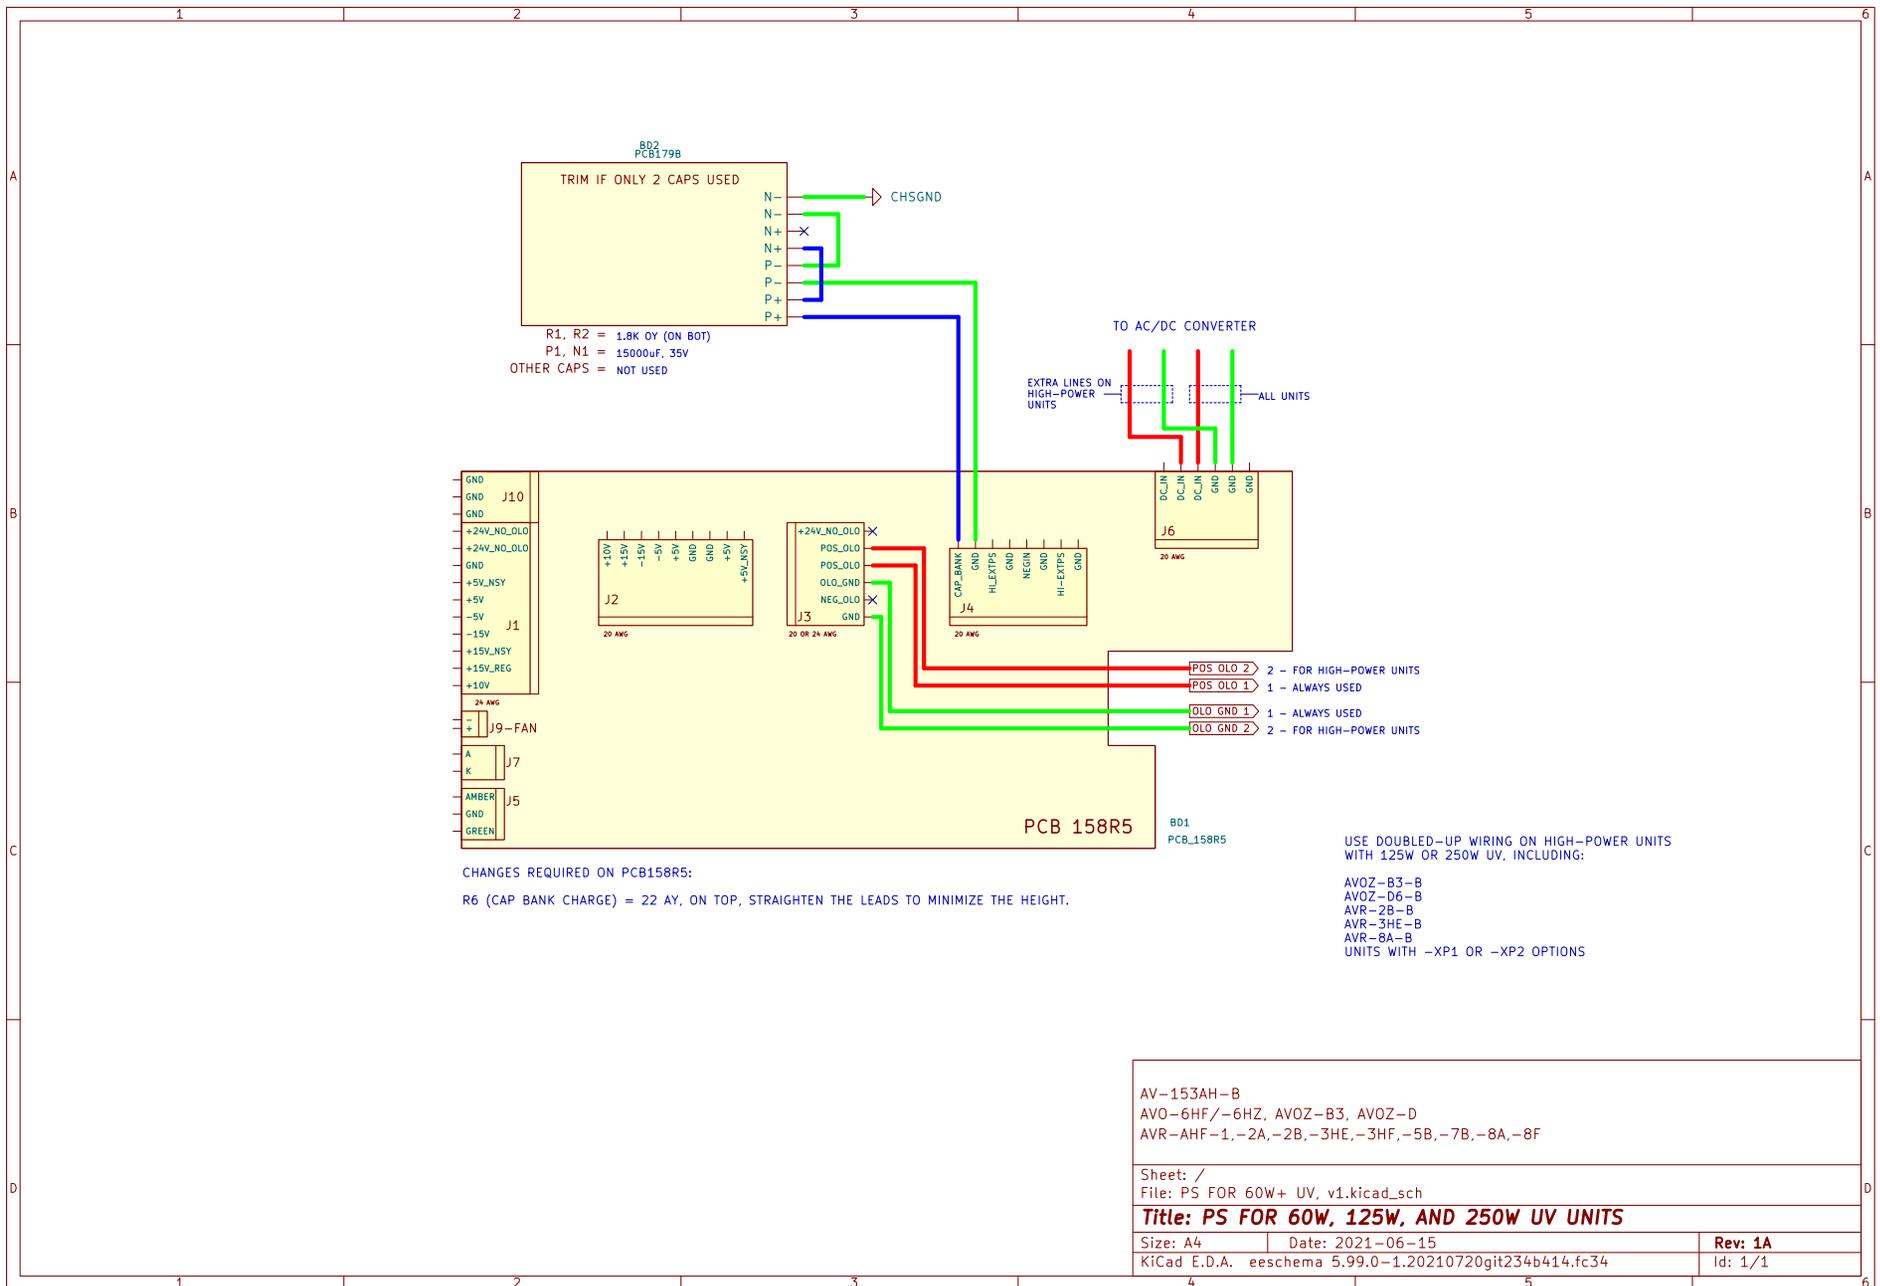 1 2 3 4 5 6
A A
B B
C C
D D
BD2
PCB179B
TRIM IF ONLY 2 CAPS USED
N-
N-
N+
N+
P-
P-
P+
P+
CHSGND
R1, R2 = 1.8K OY (ON BOT)
P1, N1 = 15000uF, 35V
OTHER CAPS = NOT USED
TO AC/DC CONVERTER
EXTRA LINES ON
HIGH-POWER
UNITS
ALL UNITS
DC_IN
DC_IN
DC_IN
GND
GND
GND
J6
20 AWG
GND
GND
GND
J10
+24V_NO_OLO
+24V_NO_OLO
GND
+5V_NSY
+5V
-5V
-15V
+15V_NSY
+15V_REG
+10V
J1
24 AWG
-
+
J9-FAN
A
K
J7
AMBER
GND
GREEN
J5
+10V
+15V
-15V
-5V
+5V
GND
GND
+5V
+5V_NSY
J2
20 AWG
+24V_NO_OLO
POS_OLO
POS_OLO
OLO_GND
NEG_OLO
GND
J3
20 OR 24 AWG
CAP_BANK
GND
HI_EXTPS
GND
NEGIN
GND
HI-EXTPS
GND
J4
20 AWG
POS OLO 2 2 - FOR HIGH-POWER UNITS
POS OLO 1 1 - ALWAYS USED
OLO GND 1 1 - ALWAYS USED
OLO GND 2 2 - FOR HIGH-POWER UNITS
PCB 158R5
BD1
PCB_158R5
CHANGES REQUIRED ON PCB158R5:
R6 (CAP BANK CHARGE) = 22 AY, ON TOP, STRAIGHTEN THE LEADS TO MINIMIZE THE HEIGHT.
USE DOUBLED-UP WIRING ON HIGH-POWER UNITS
WITH 125W OR 250W UV, INCLUDING:
AVOZ-B3-B
AVOZ-D6-B
AVR-2B-B
AVR-3HE-B
AVR-8A-B
UNITS WITH -XP1 OR -XP2 OPTIONS
AV-153AH-B
AVO-6HF/-6HZ, AVOZ-B3, AVOZ-D
AVR-AHF-1,-2A,-2B,-3HE,-3HF,-5B,-7B,-8A,-8F
Sheet: /
File: PS FOR 60W+ UV, v1.kicad_sch
Title: PS FOR 60W, 125W, AND 250W UV UNITS
Size: A4 Date: 2021-06-15 Rev: 1A
KiCad E.D.A. eeschema 5.99.0-1.20210720git234b414.fc34 Id: 1/1
1 2 3 4 5 6